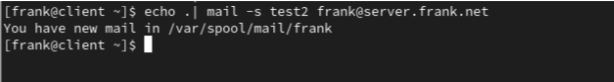 [frank@client ~]$ echo .| mail -s test2 frank@server.frank.net
You have new mail in /var/spool/mail/frank
[frank@client ~]$